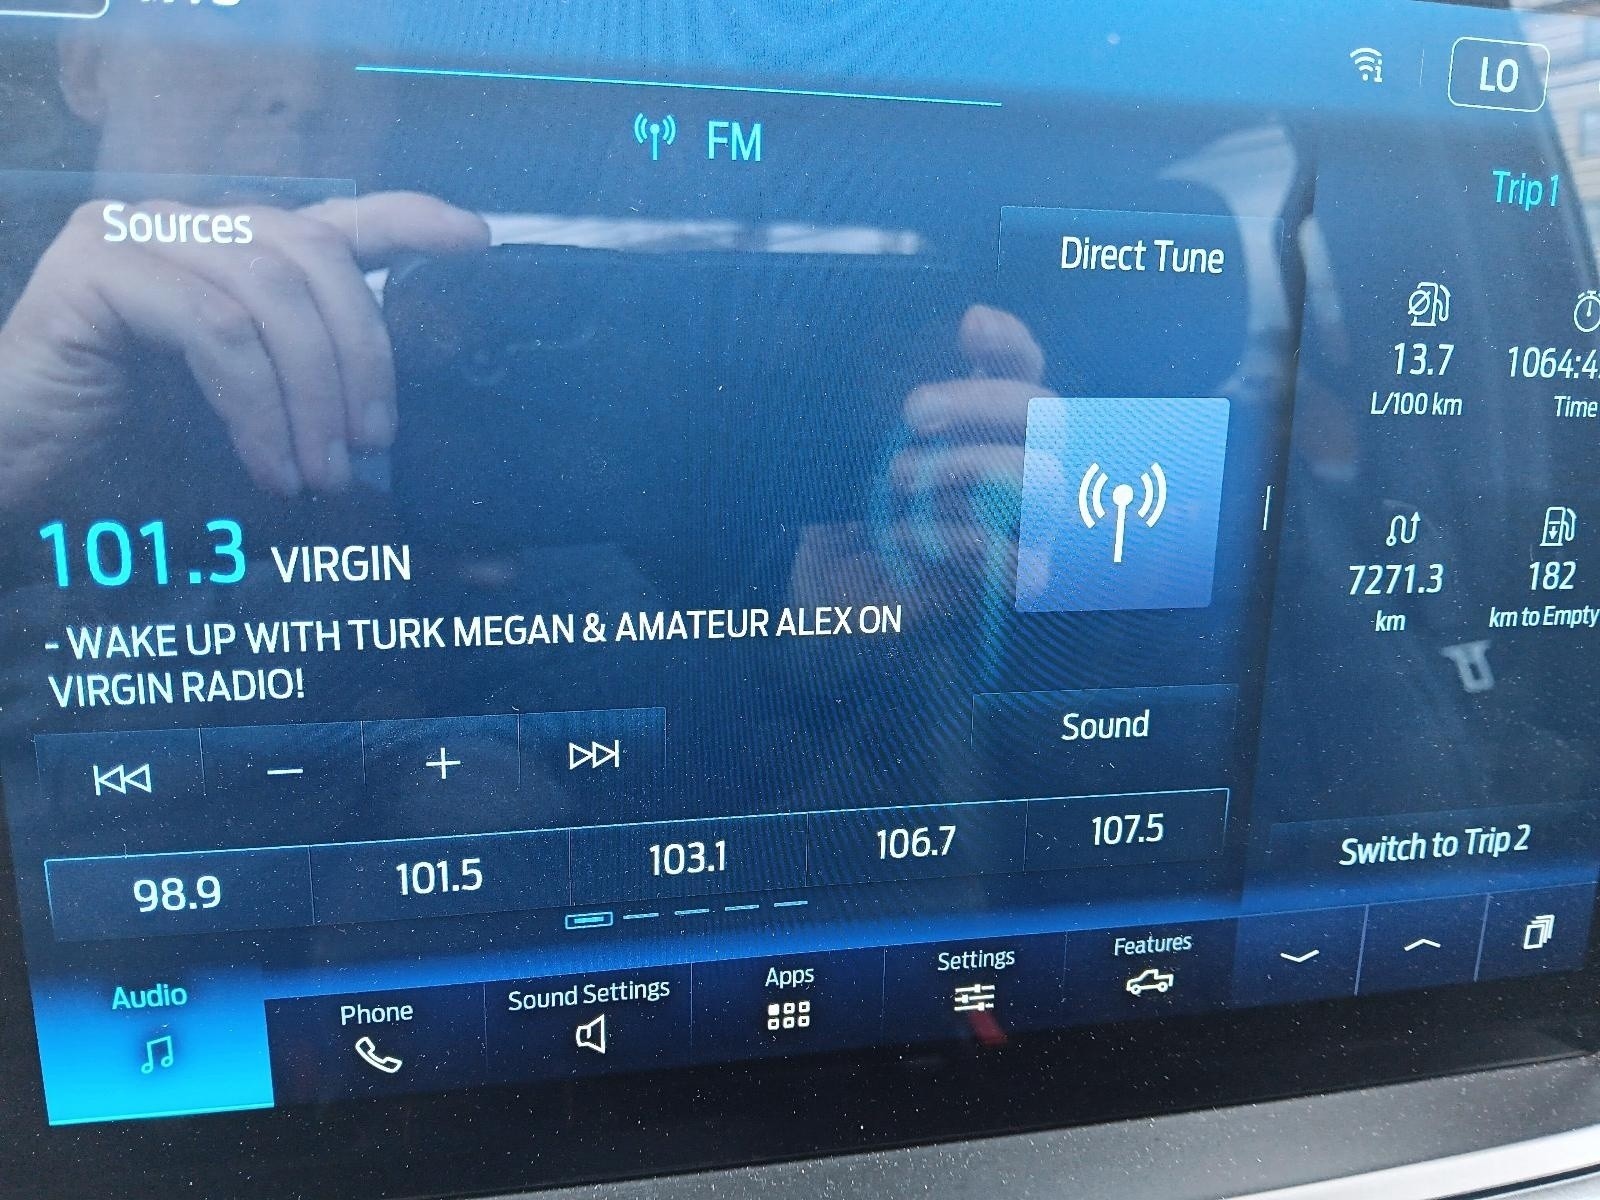 LO
FM
Sources
Direct Tune
Trip 1
13.7
L/100 km
Time
7271.3
km
182
km to Empty
101.3 VIRGIN
- WAKE UP WITH TURK MEGAN & AMATEUR ALEX ON
VIRGIN RADIO!
Sound
98.9 101.5 103.1 106.7 107.5
Switch to Trip 2
Audio
Phone
Sound Settings
Apps
Settings
Features